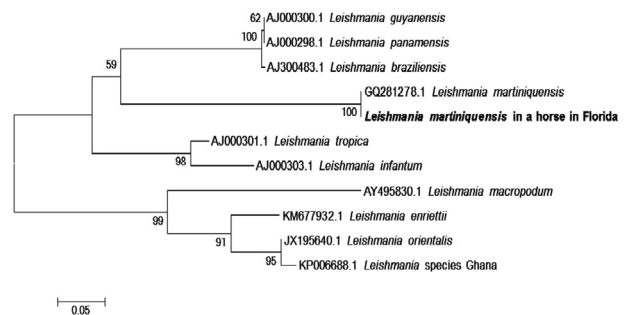 62
AJ000300.1 Leishmania guyanensis
100
AJ000298.1 Leishmania panamensis
59
AJ300483.1 Leishmania braziliensis
GQ281278.1 Leishmania martiniquensis
100
Leishmania martiniquensis in a horse in Florida
AJ000301.1 Leishmania tropica
98
AJ000303.1 Leishmania infantum
AY495830.1 Leishmania macropodum
99
KM677932.1 Leishmania enriettii
91
JX195640.1 Leishmania orientalis
95
KP006688.1 Leishmania species Ghana
0.05